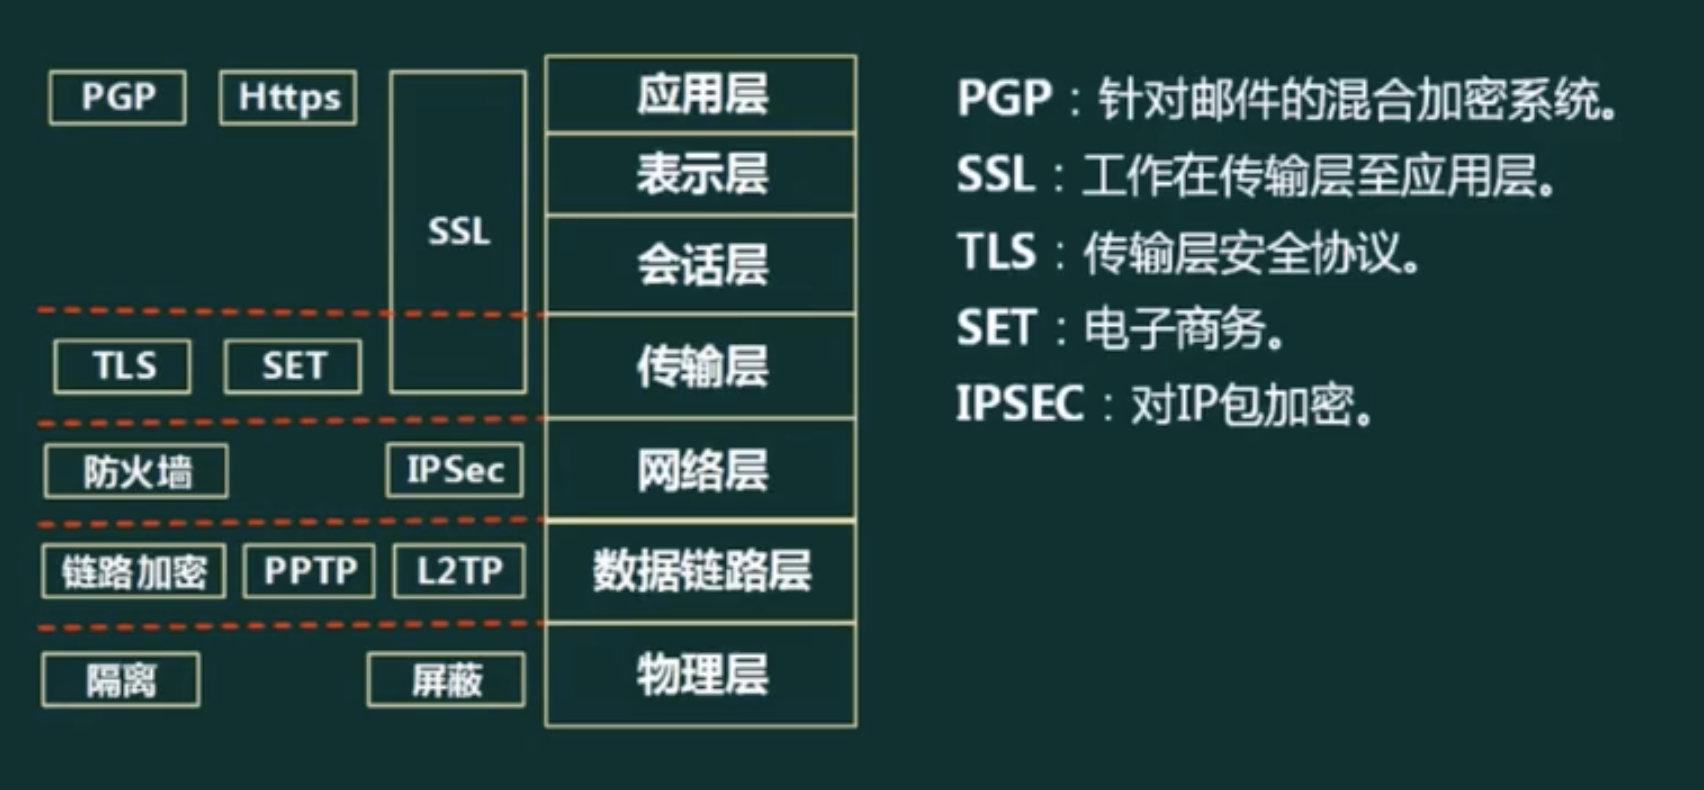 PGP
Https
SSL
应用层
表示层
会话层
TLS
SET
传输层
防火墙
IPSec
网络层
链路加密
PPTP
L2TP
数据链路层
隔离
屏蔽
物理层
PGP：针对邮件的混合加密系统。
SSL：工作在传输层至应用层。
TLS：传输层安全协议。
SET：电子商务。
IPSEC：对IP包加密。